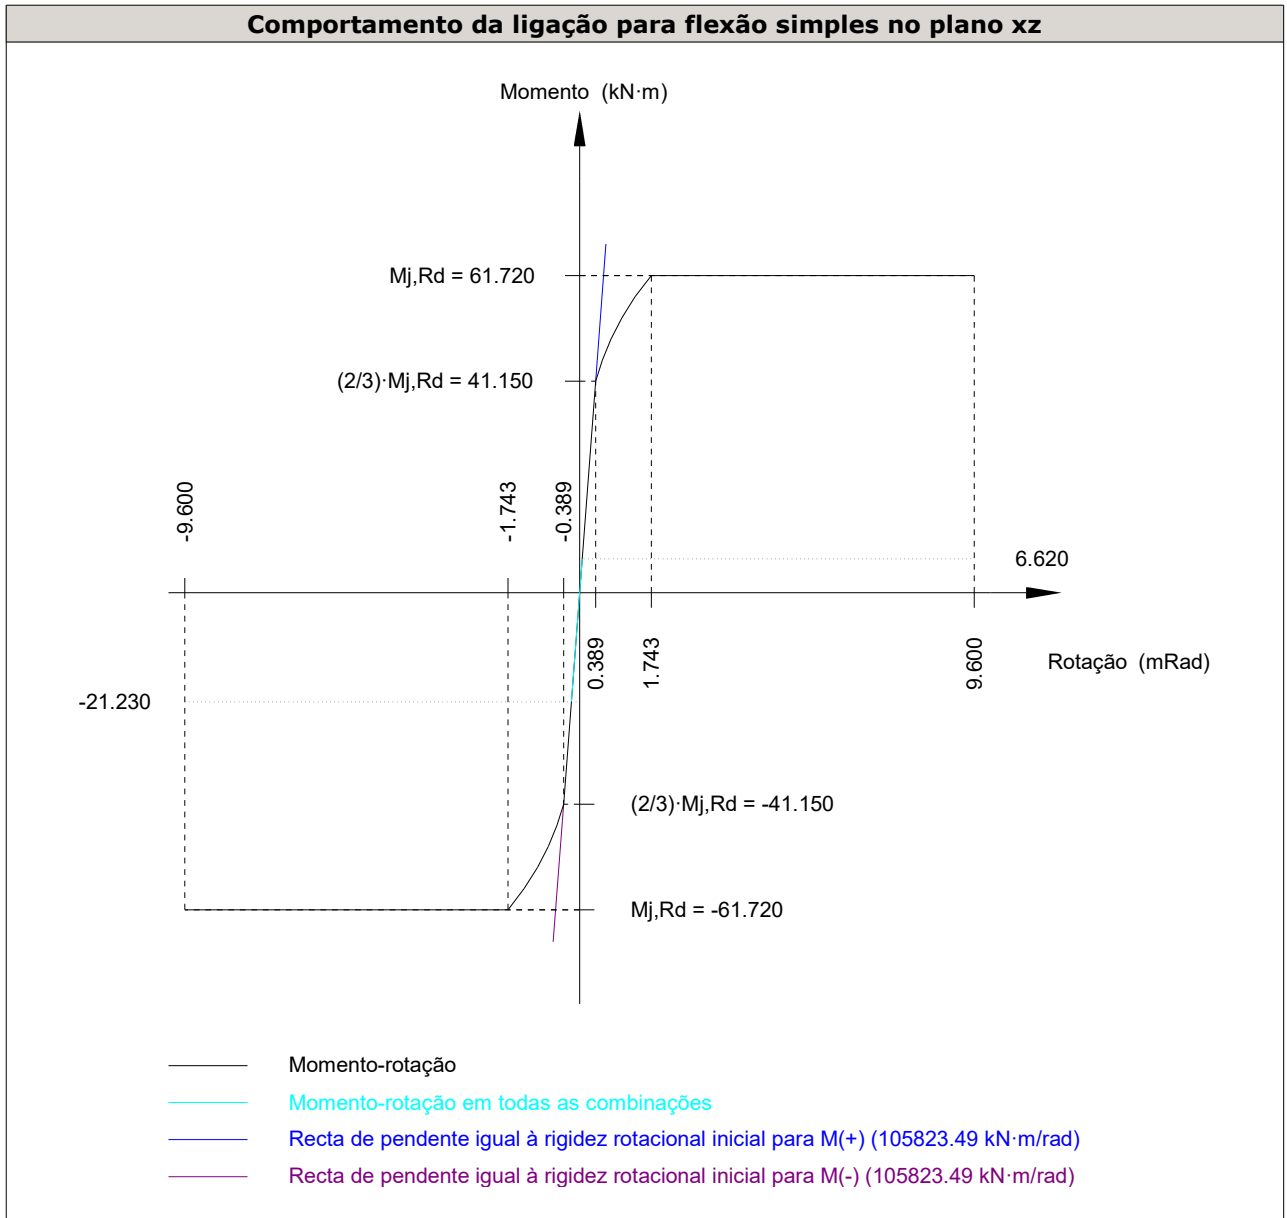 Comportamento da ligação para flexão simples no plano xz
Momento (kN·m)
Mj,Rd = 61.720
(2/3)·Mj,Rd = 41.150
-9.600
-1.743
-0.389
6.620
0.389
1.743
9.600
Rotação (mRad)
-21.230
(2/3)·Mj,Rd = -41.150
Mj,Rd = -61.720
Momento-rotação
Momento-rotação em todas as combinações
Recta de pendente igual à rigidez rotacional inicial para M(+) (105823.49 kN·m/rad)
Recta de pendente igual à rigidez rotacional inicial para M(-) (105823.49 kN·m/rad)